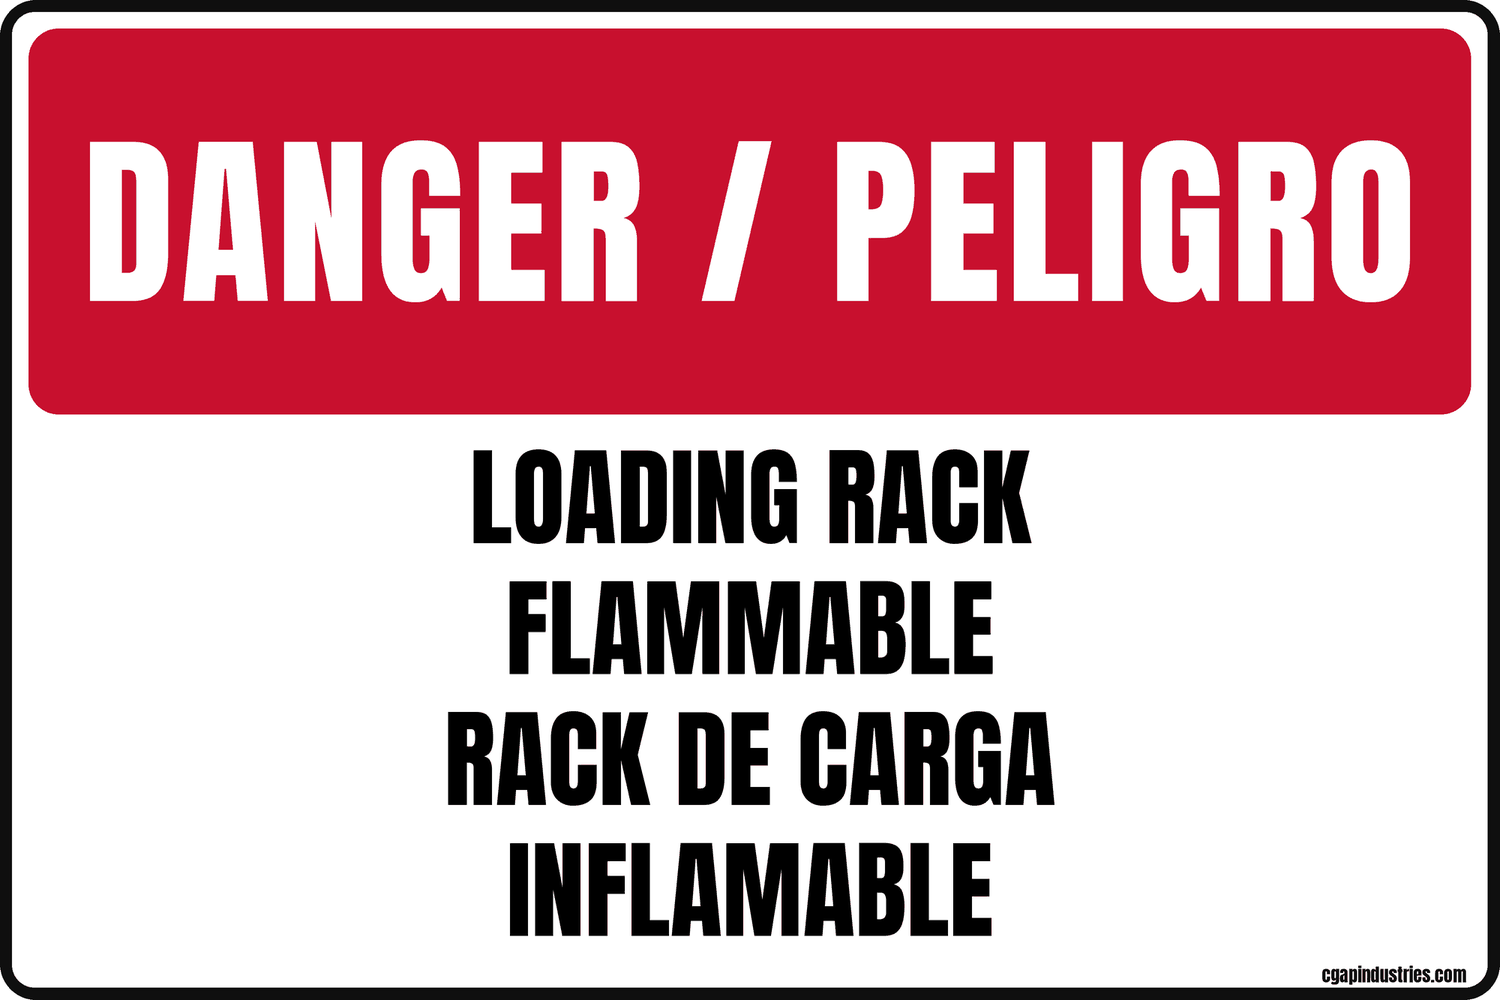 DANGER / PELIGRO
LOADING RACK
FLAMMABLE
RACK DE CARGA
INFLAMABLE
cgapindustries.com